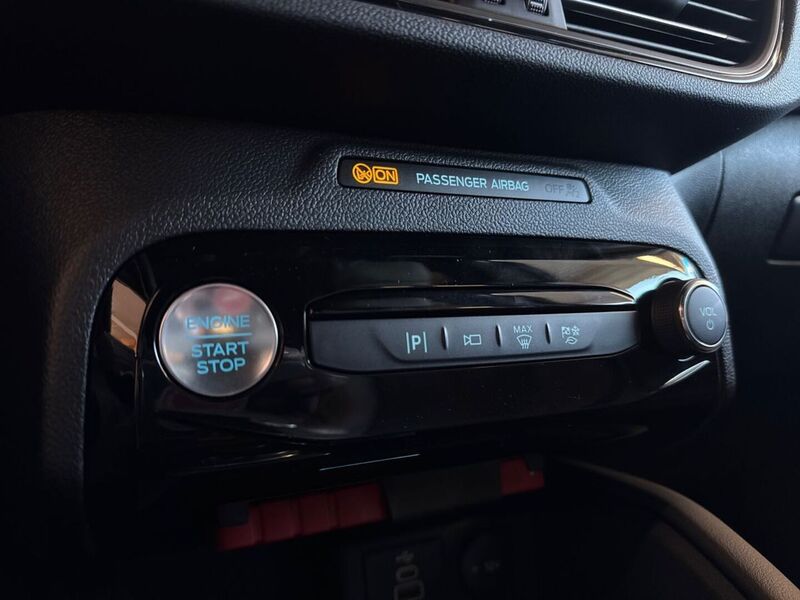 ON PASSENGER AIRBAG OFF
ENGINE
START
STOP
P
MAX
VOL